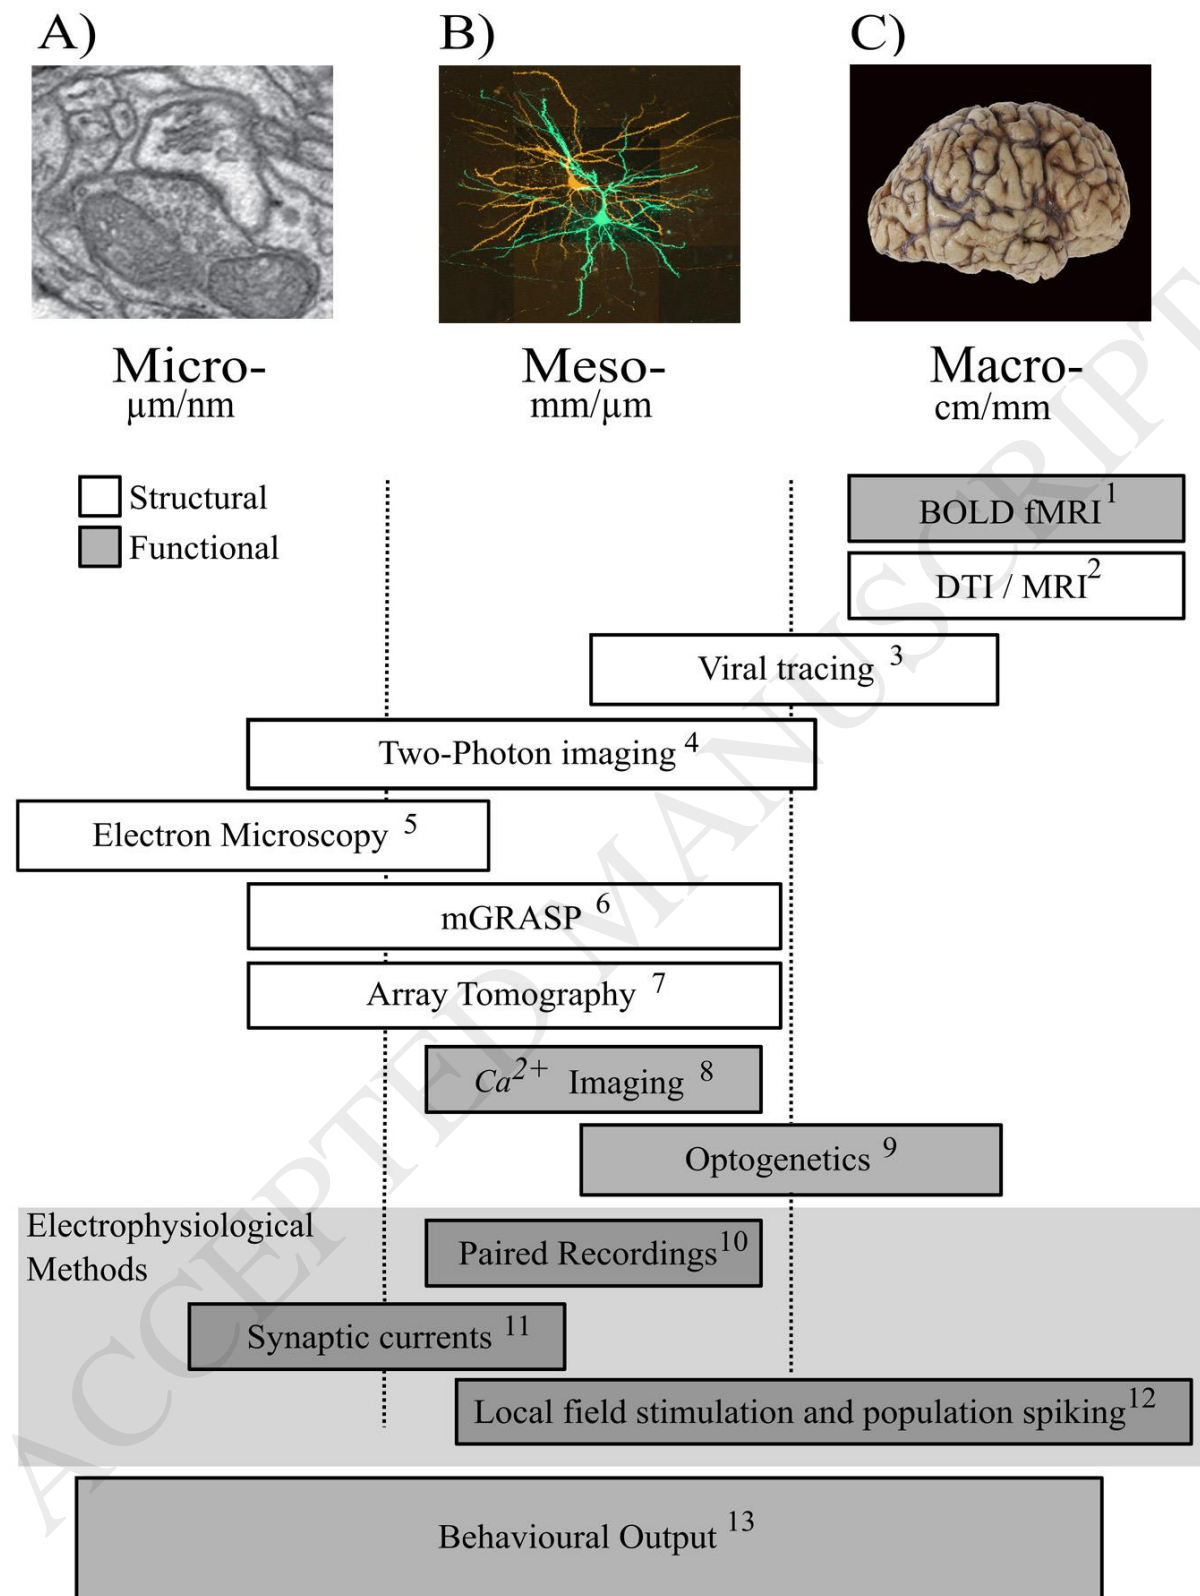 A)
B)
C)
Micro-
µm/nm
Meso-
mm/µm
Macro-
cm/mm
Structural
Functional
BOLD fMRI1
DTI / MRI2
Viral tracing 3
Two-Photon imaging 4
Electron Microscopy 5
mGRASP 6
Array Tomography 7
Ca2+ Imaging 8
Optogenetics 9
Electrophysiological
Methods
Paired Recordings10
Synaptic currents 11
Local field stimulation and population spiking12
Behavioural Output 13
ACCEPTED MANUSCRIPT